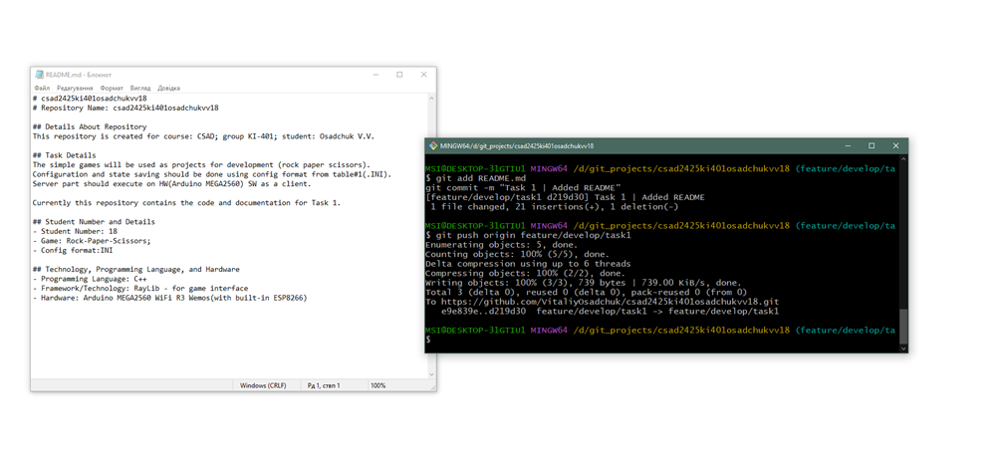 README.md - Блокнот
Файл Редагування Формат Вигляд Довідка
# csad2425ki401osadchukvv18
# Repository Name: csad2425ki401osadchukvv18
## Details About Repository
This repository is created for course: CSAD; group KI-401; student: Osadchuk V.V.
## Task Details
The simple games will be used as projects for development (rock paper scissors).
Configuration and state saving should be done using config format from table#1(.INI).
Server part should execute on HW(Arduino MEGA2560) SW as a client.
Currently this repository contains the code and documentation for Task 1.
## Student Number and Details
- Student Number: 18
- Game: Rock-Paper-Scissors;
- Config format:INI
## Technology, Programming Language, and Hardware
- Programming Language: C++
- Framework/Technology: RayLib - for game interface
- Hardware: Arduino MEGA2560 WiFi R3 Wemos(with built-in ESP8266)
Windows (CRLF) Рд 1, ствп 1 100%
MINGW64:/d/git_projects/csad2425ki401osadchukvv18
MSI@DESKTOP-31GTIU1 MINGW64 /d/git_projects/csad2425ki401osadchukvv18 (feature/develop/ta
$ git add README.md
git commit -m "Task 1 | Added README"
[feature/develop/task1 d219d30] Task 1 | Added README
1 file changed, 21 insertions(+), 1 deletion(-)
MSI@DESKTOP-31GTIU1 MINGW64 /d/git_projects/csad2425ki401osadchukvv18 (feature/develop/ta
$ git push origin feature/develop/task1
Enumerating objects: 5, done.
Counting objects: 100% (5/5), done.
Delta compression using up to 6 threads
Compressing objects: 100% (2/2), done.
Writing objects: 100% (3/3), 739 bytes | 739.00 KiB/s, done.
Total 3 (delta 0), reused 0 (delta 0), pack-reused 0 (from 0)
To https://github.com/VitaliyOsadchuk/csad2425ki401osadchukvv18.git
e9e839e..d219d30 feature/develop/task1 -> feature/develop/task1
MSI@DESKTOP-31GTIU1 MINGW64 /d/git_projects/csad2425ki401osadchukvv18 (feature/develop/ta
$